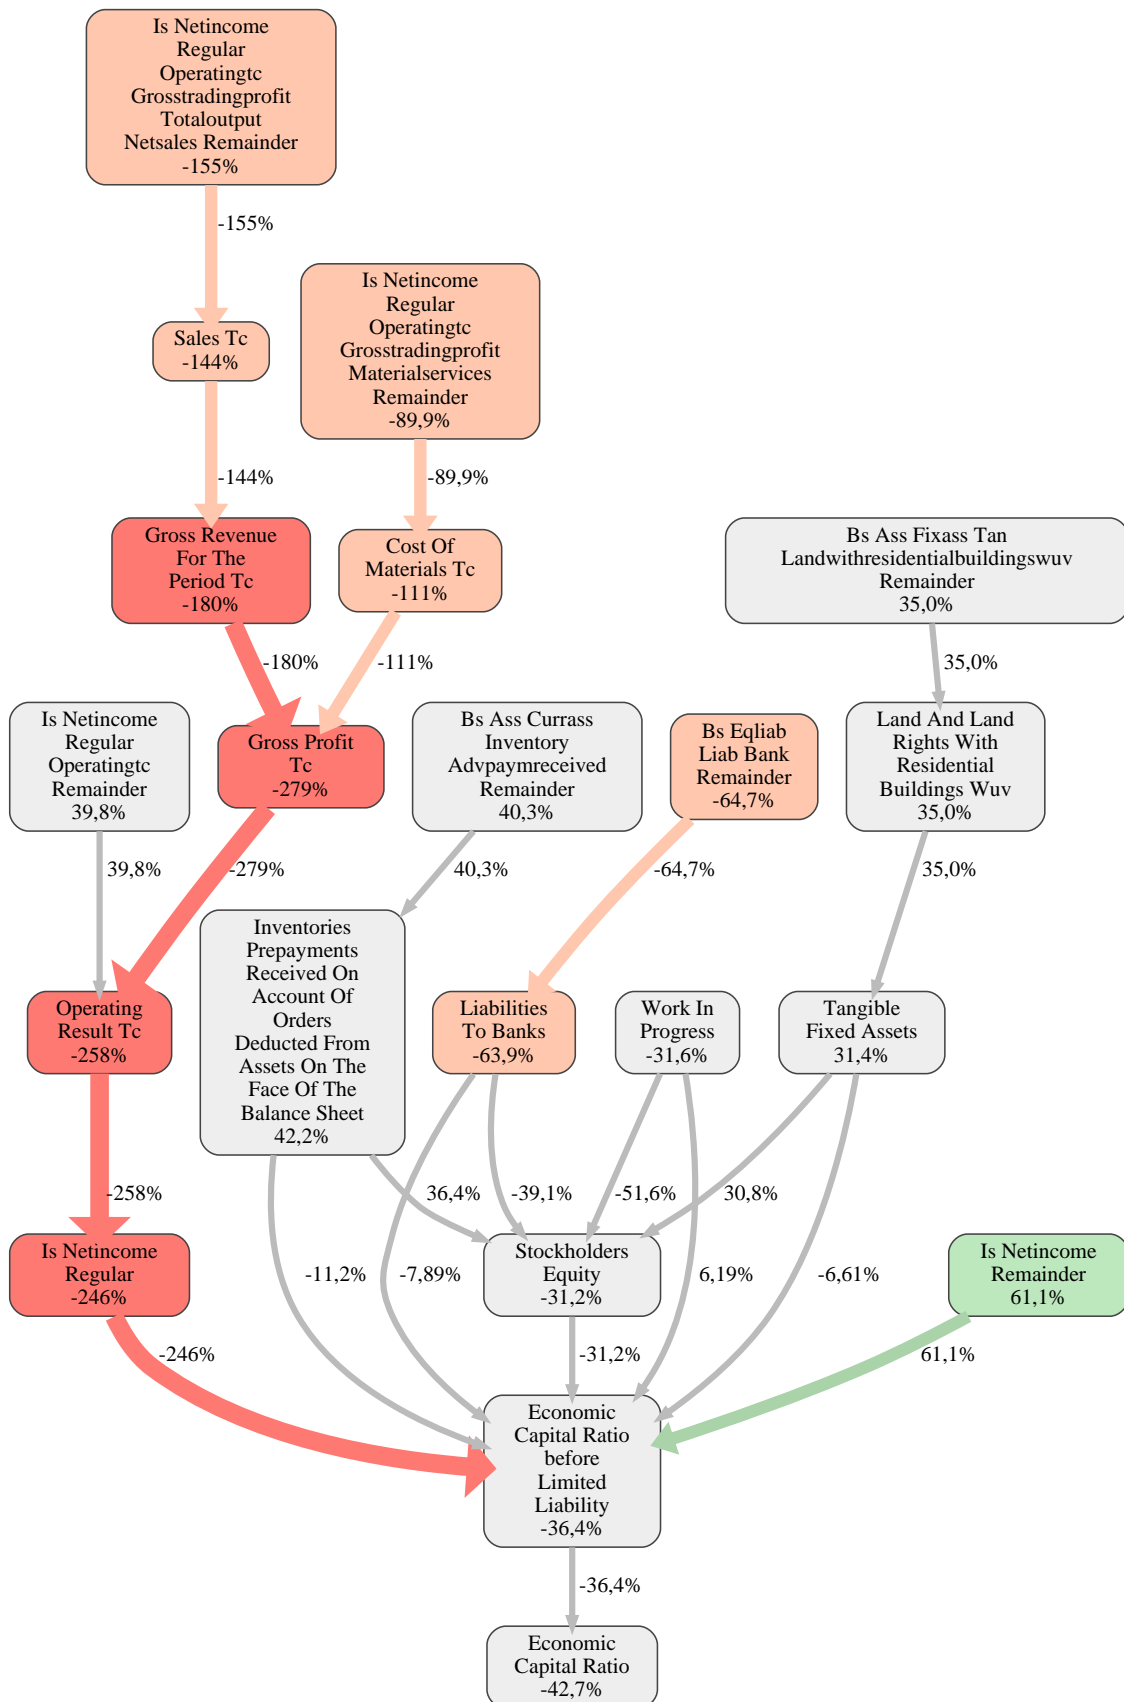 Is Netincome
Regular
Operatingtc
Grosstradingprofit
Totaloutput
Netsales Remainder
-155%
-155%
Is Netincome
Regular
Operatingtc
Grosstradingprofit
Materialservices
Remainder
-89,9%
Sales Tc
-144%
-144%
-89,9%
Gross Revenue
For The
Period Tc
-180%
Cost Of
Materials Tc
-111%
Bs Ass Fixass Tan
Landwithresidentialbuildingswuv
Remainder
35,0%
-180%
-111%
35,0%
Is Netincome
Regular
Operatingtc
Remainder
39,8%
Gross Profit
Tc
-279%
Bs Ass Currass
Inventory
Advpaymreceived
Remainder
40,3%
Bs Eqliab
Liab Bank
Remainder
-64,7%
Land And Land
Rights With
Residential
Buildings Wuv
35,0%
39,8%
-279%
40,3%
-64,7%
35,0%
Inventories
Prepayments
Received On
Account Of
Orders
Deducted From
Assets On The
Face Of The
Balance Sheet
42,2%
Operating
Result Tc
-258%
Liabilities
To Banks
-63,9%
Work In
Progress
-31,6%
Tangible
Fixed Assets
31,4%
-258%
36,4%
-39,1%
-51,6%
30,8%
Is Netincome
Regular
-246%
-11,2%
-7,89%
Stockholders
Equity
-31,2%
6,19%
-6,61%
Is Netincome
Remainder
61,1%
-246%
-31,2%
61,1%
Economic
Capital Ratio
before
Limited
Liability
-36,4%
-36,4%
Economic
Capital Ratio
-42,7%